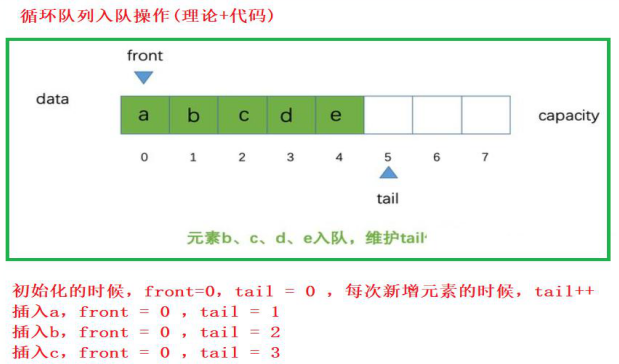 循环队列入队操作(理论+代码)
front
data
a b c d e
capacity
0 1 2 3 4 5 6 7
tail
元素b、c、d、e入队，维护tail
初始化的时候，front=0，tail = 0 ，每次新增元素的时候，tail++
插入a，front = 0 ，tail = 1
插入b，front = 0 ，tail = 2
插入c，front = 0 ，tail = 3